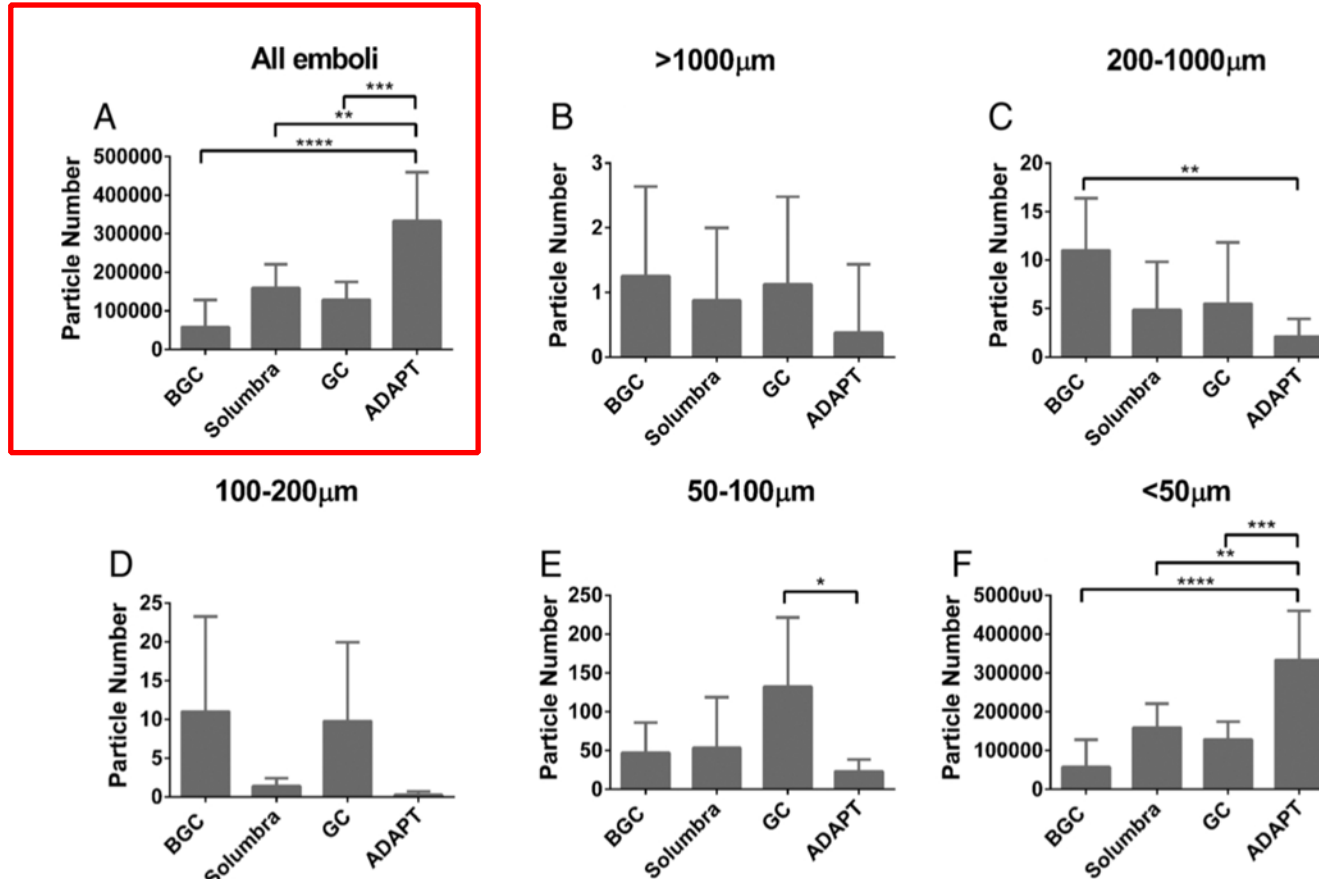 All emboli
A
***
**
****
Particle Number
500000
400000
300000
200000
100000
0
BGC
Solumbra
GC
ADAPT
>1000μm
B
Particle Number
3
2
1
0
BGC
Solumbra
GC
ADAPT
200-1000μm
C
**
Particle Number
20
15
10
5
0
BGC
Solumbra
GC
ADAPT
100-200μm
D
Particle Number
25
20
15
10
5
0
BGC
Solumbra
GC
ADAPT
50-100μm
E
*
Particle Number
250
200
150
100
50
0
BGC
Solumbra
GC
ADAPT
<50μm
F
***
**
****
Particle Number
500000
400000
300000
200000
100000
0
BGC
Solumbra
GC
ADAPT